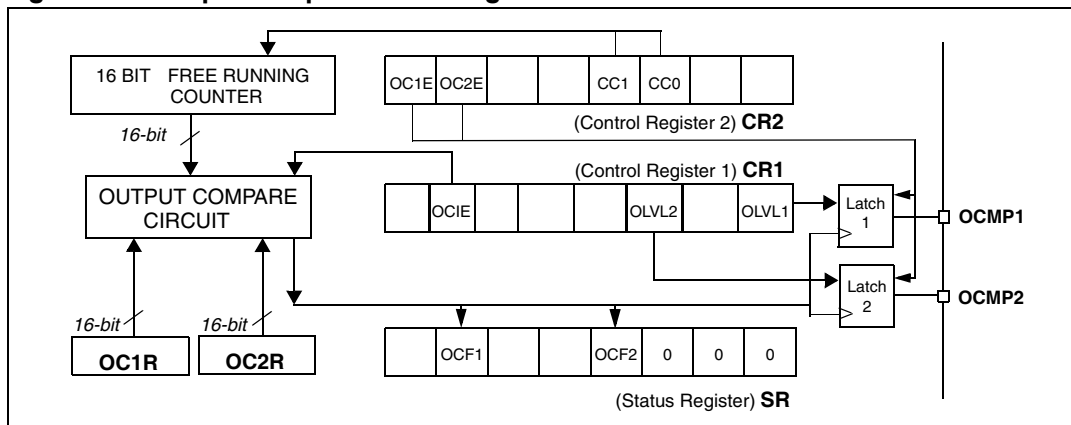 16 BIT FREE RUNNING
COUNTER
OC1E OC2E CC1 CC0
(Control Register 2) CR2
16-bit
(Control Register 1) CR1
OUTPUT COMPARE
CIRCUIT
OCIE OLVL2 OLVL1
Latch
1
OCMP1
Latch
2
OCMP2
16-bit 16-bit
OC1R OC2R
OCF1 OCF2 0 0 0
(Status Register) SR